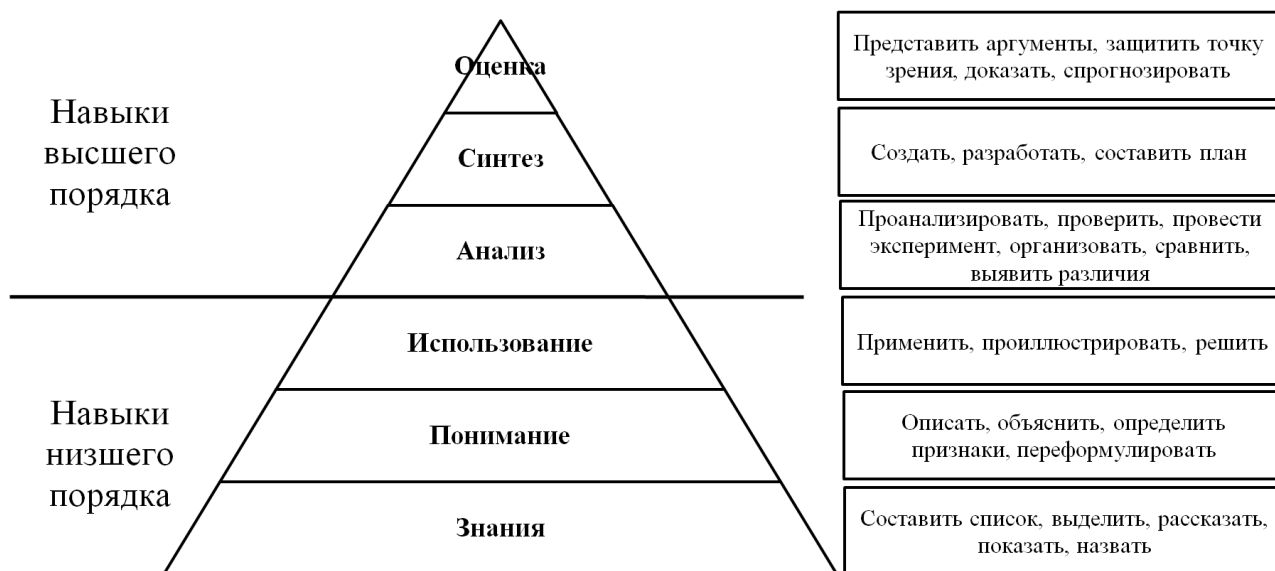 Навыки
высшего
порядка
Навыки
низшего
порядка
Оценка
Синтез
Анализ
Использование
Понимание
Знания
Представить аргументы, защитить точку
зрения, доказать, спрогнозировать
Создать, разработать, составить план
Проанализировать, проверить, провести
эксперимент, организовать, сравнить,
выявить различия
Применить, проиллюстрировать, решить
Описать, объяснить, определить
признаки, переформулировать
Составить список, выделить, рассказать,
показать, назвать